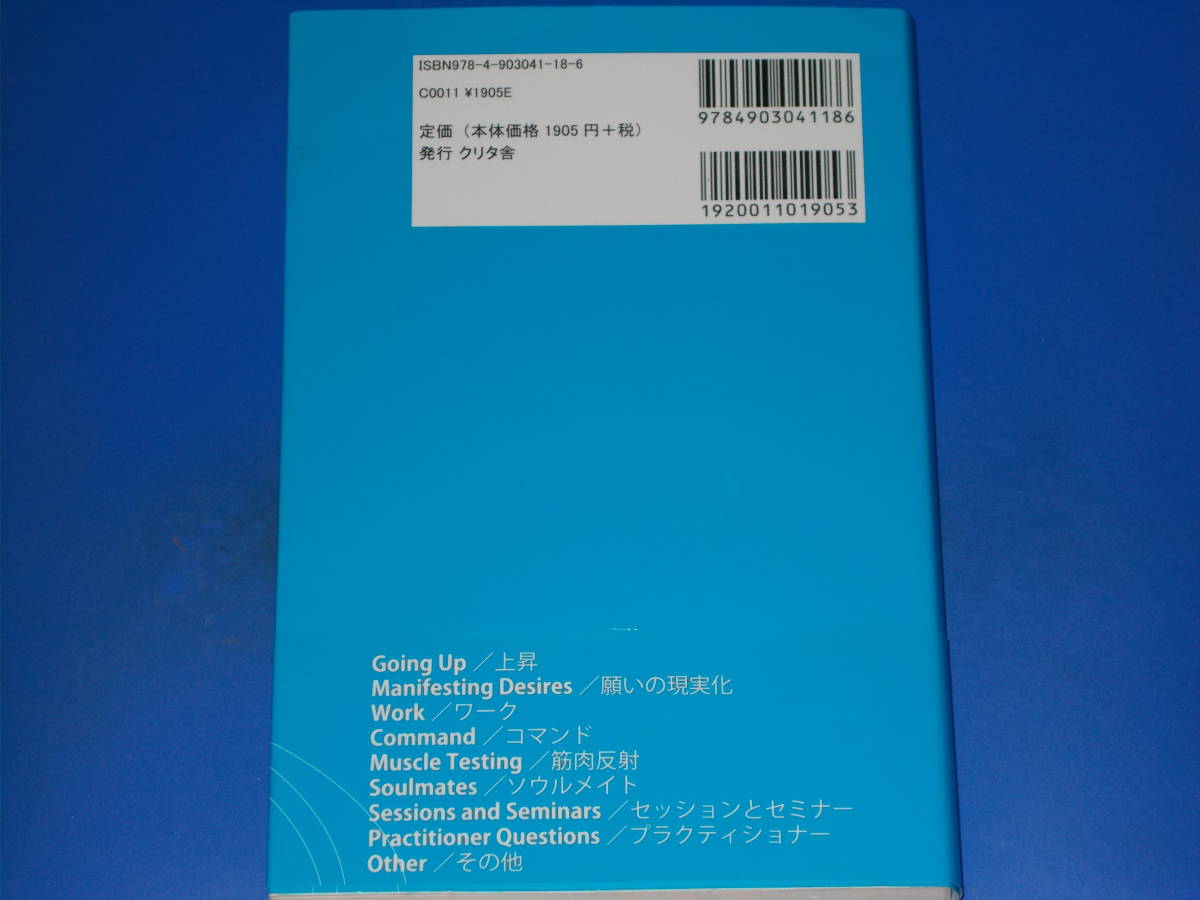 ISBN978-4-903041-18-6
C0011 ¥1905E
定価（本体価格 1905 円＋税）
発行 クリタ舎
9784903041186
1920011019053
Going Up ／上昇
Manifesting Desires ／願いの現実化
Work ／ワーク
Command ／コマンド
Muscle Testing ／筋肉反射
Soulmates ／ソウルメイト
Sessions and Seminars ／セッションとセミナー
Practitioner Questions ／プラクティショナー
Other ／その他